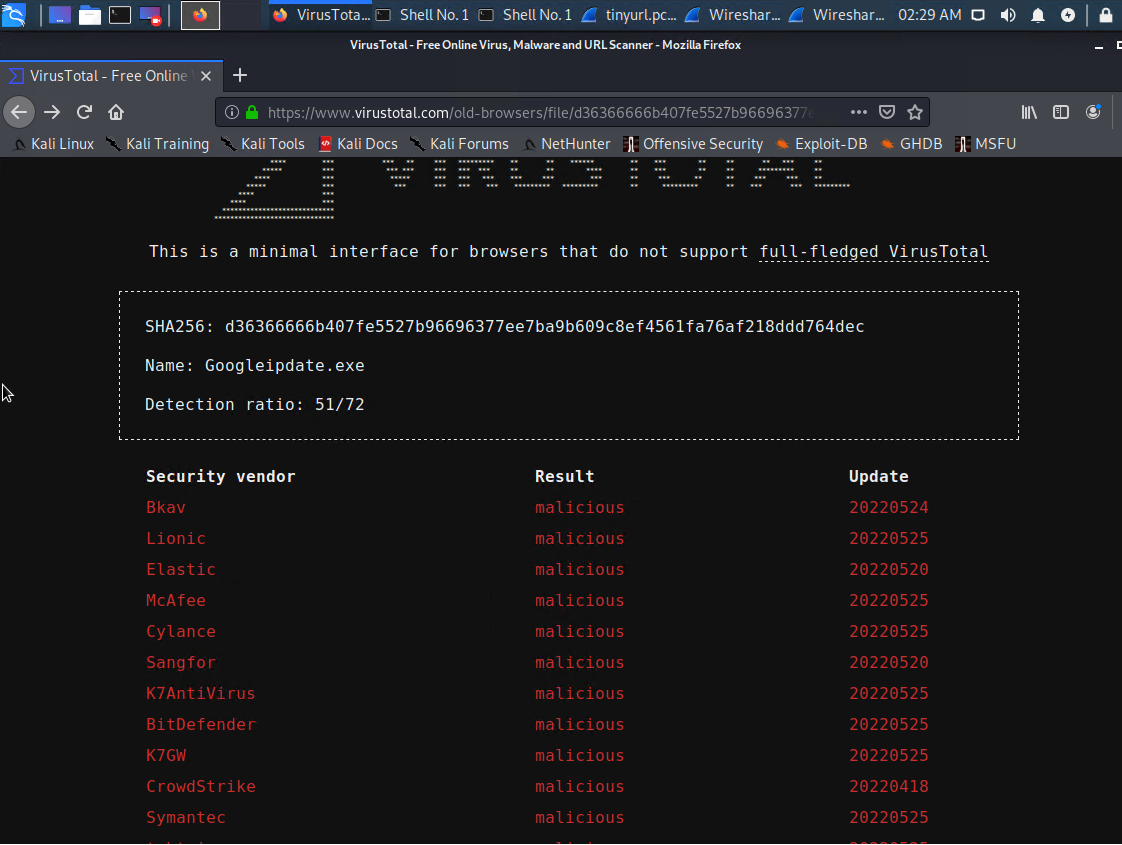 VirusTota... Shell No. 1 Shell No. 1 tinyurl.pc... Wireshar... Wireshar... 02:29 AM
VirusTotal - Free Online Virus, Malware and URL Scanner - Mozilla Firefox
VirusTotal - Free Online
https://www.virustotal.com/old-browsers/file/d36366666b407fe5527b96696377e
Kali Linux Kali Training Kali Tools Kali Docs Kali Forums NetHunter Offensive Security Exploit-DB GHDB MSFU
VIRUSTOTAL
This is a minimal interface for browsers that do not support full-fledged VirusTotal
SHA256: d36366666b407fe5527b96696377ee7ba9b609c8ef4561fa76af218ddd764dec
Name: Googleipdate.exe
Detection ratio: 51/72
Security vendor Result Update
Bkav malicious 20220524
Lionic malicious 20220525
Elastic malicious 20220520
McAfee malicious 20220525
Cylance malicious 20220525
Sangfor malicious 20220520
K7AntiVirus malicious 20220525
BitDefender malicious 20220525
K7GW malicious 20220525
CrowdStrike malicious 20220418
Symantec malicious 20220525